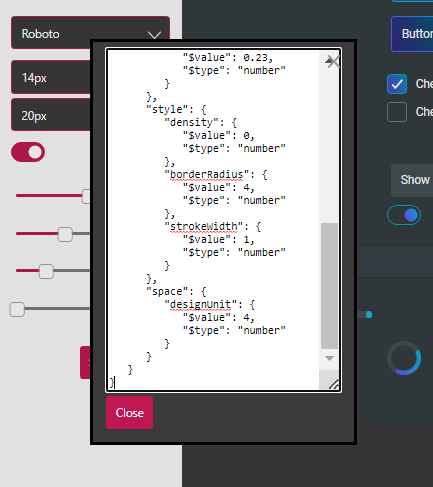 Roboto
14px
20px
"$value": 0.23,
"$type": "number"
}
},
"style": {
"density": {
"$value": 0,
"$type": "number"
},
"borderRadius": {
"$value": 4,
"$type": "number"
},
"strokeWidth": {
"$value": 1,
"$type": "number"
}
},
"space": {
"designUnit": {
"$value": 4,
"$type": "number"
}
}
}
}
Close
Button
Che
Che
Show